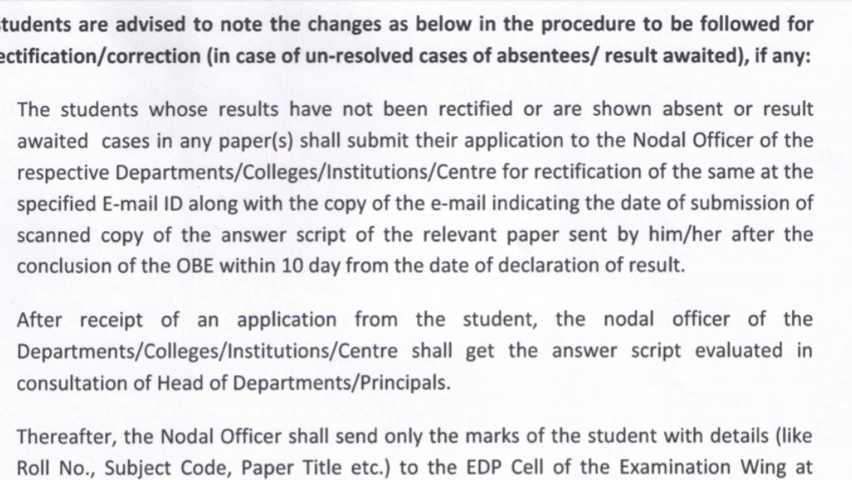 tudents are advised to note the changes as below in the procedure to be followed for
ectification/correction (in case of un-resolved cases of absentees/ result awaited), if any:
The students whose results have not been rectified or are shown absent or result
awaited cases in any paper(s) shall submit their application to the Nodal Officer of the
respective Departments/Colleges/Institutions/Centre for rectification of the same at the
specified E-mail ID along with the copy of the e-mail indicating the date of submission of
scanned copy of the answer script of the relevant paper sent by him/her after the
conclusion of the OBE within 10 day from the date of declaration of result.
After receipt of an application from the student, the nodal officer of the
Departments/Colleges/Institutions/Centre shall get the answer script evaluated in
consultation of Head of Departments/Principals.
Thereafter, the Nodal Officer shall send only the marks of the student with details (like
Roll No., Subject Code, Paper Title etc.) to the EDP Cell of the Examination Wing at